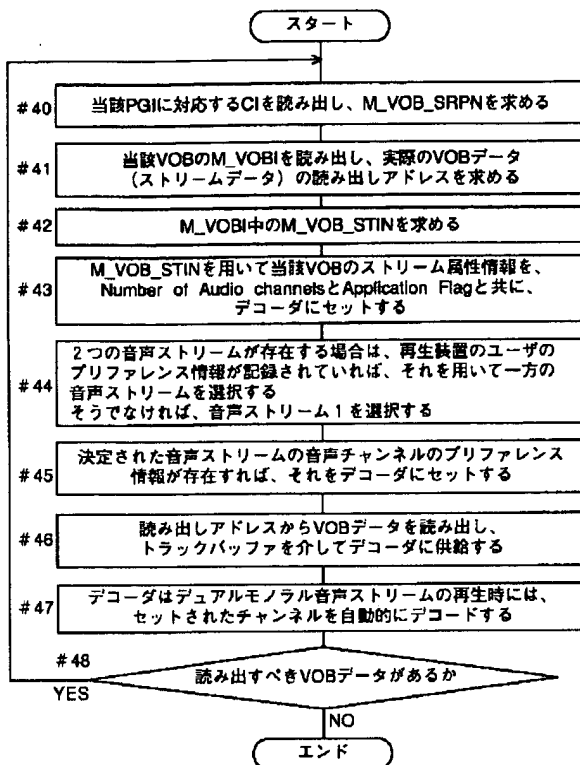 スタート
#40
当該PGIに対応するCIを読み出し、M_VOB_SRPNを求める
#41
当該VOBのM_VOBIを読み出し、実際のVOBデータ
(ストリームデータ)の読み出しアドレスを求める
#42
M_VOBI中のM_VOB_STINを求める
#43
M_VOB_STINを用いて当該VOBのストリーム属性情報を、
Number of Audio channelsとApplication Flagと共に、
デコーダにセットする
#44
2つの音声ストリームが存在する場合は、再生装置のユーザの
プリファレンス情報が記録されていれば、それを用いて一方の
音声ストリームを選択する
そうでなければ、音声ストリーム1を選択する
#45
決定された音声ストリームの音声チャンネルのプリファレンス
情報が存在すれば、それをデコーダにセットする
#46
読み出しアドレスからVOBデータを読み出し、
トラックバッファを介してデコーダに供給する
#47
デコーダはデュアルモノラル音声ストリームの再生時には、
セットされたチャンネルを自動的にデコードする
#48
読み出すべきVOBデータがあるか
YES
NO
エンド